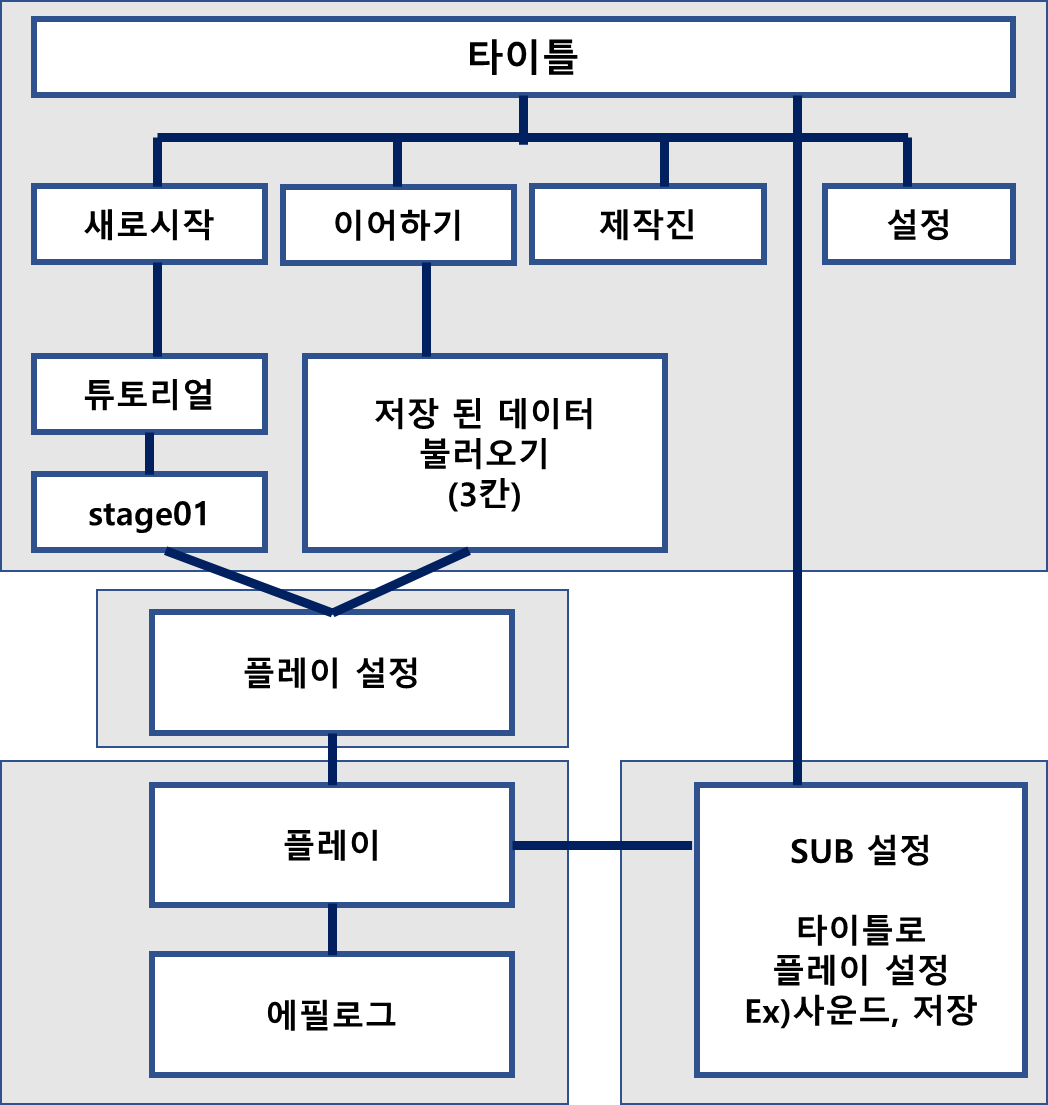 타이틀
새로시작
이어하기
제작진
설정
튜토리얼
저장 된 데이터
불러오기
(3칸)
stage01
플레이 설정
플레이
SUB 설정
타이틀로
플레이 설정
Ex)사운드, 저장
에필로그